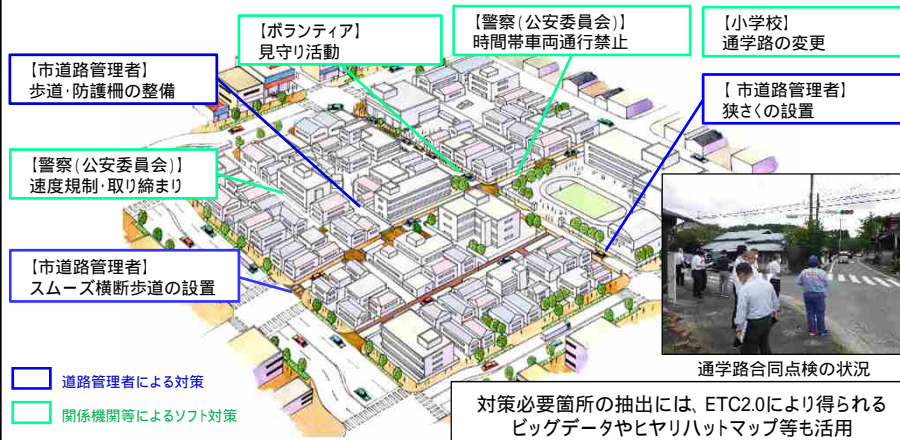 【ボランティア】
見守り活動
【警察(公安委員会)】
時間帯車両通行禁止
【小学校】
通学路の変更
【市道路管理者】
歩道・防護柵の整備
【市道路管理者】
狭さくの設置
【警察(公安委員会)】
速度規制・取り締まり
【市道路管理者】
スムーズ横断歩道の設置
通学路合同点検の状況
道路管理者による対策
関係機関等によるソフト対策
対策必要箇所の抽出には、ETC2.0により得られる
ビッグデータやヒヤリハットマップ等も活用